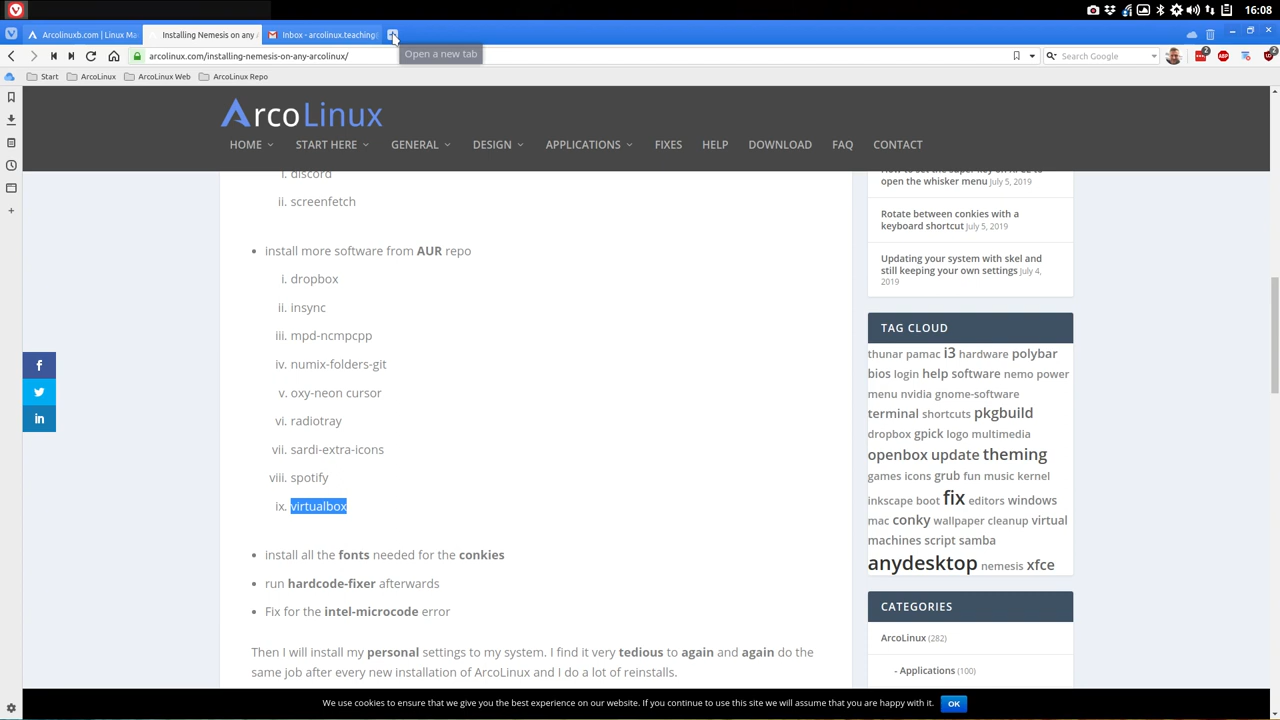 16:08
Arcolinuxb.com | Linux Ma
Installing Nemesis on any A
Inbox - arcolinux.teaching
Open a new tab
arcolinux.com/installing-nemesis-on-any-arcolinux/
Search Google
Start
ArcoLinux
ArcoLinux Web
ArcoLinux Repo
ArcoLinux
HOME
START HERE
GENERAL
DESIGN
APPLICATIONS
FIXES
HELP
DOWNLOAD
FAQ
CONTACT
i. discord
ii. screenfetch
• install more software from AUR repo
i. dropbox
ii. insync
iii. mpd-ncmpcpp
iv. numix-folders-git
v. oxy-neon cursor
vi. radiotray
vii. sardi-extra-icons
viii. spotify
ix. virtualbox
• install all the fonts needed for the conkies
• run hardcode-fixer afterwards
• Fix for the intel-microcode error
Then I will install my personal settings to my system. I find it very tedious to again and again do the
same job after every new installation of ArcoLinux and I do a lot of reinstalls.
open the whisker menu July 5, 2019
Rotate between conkies with a
keyboard shortcut July 5, 2019
Updating your system with skel and
still keeping your own settings July 4,
2019
TAG CLOUD
thunar pamac i3 hardware polybar
bios login help software nemo power
menu nvidia gnome-software
terminal shortcuts pkgbuild
dropbox gpick logo multimedia
openbox update theming
games icons grub fun music kernel
inkscape boot fix editors windows
mac conky wallpaper cleanup virtual
machines script samba
anydesktop nemesis xfce
CATEGORIES
ArcoLinux (282)
- Applications (100)
We use cookies to ensure that we give you the best experience on our website. If you continue to use this site we will assume that you are happy with it.
OK